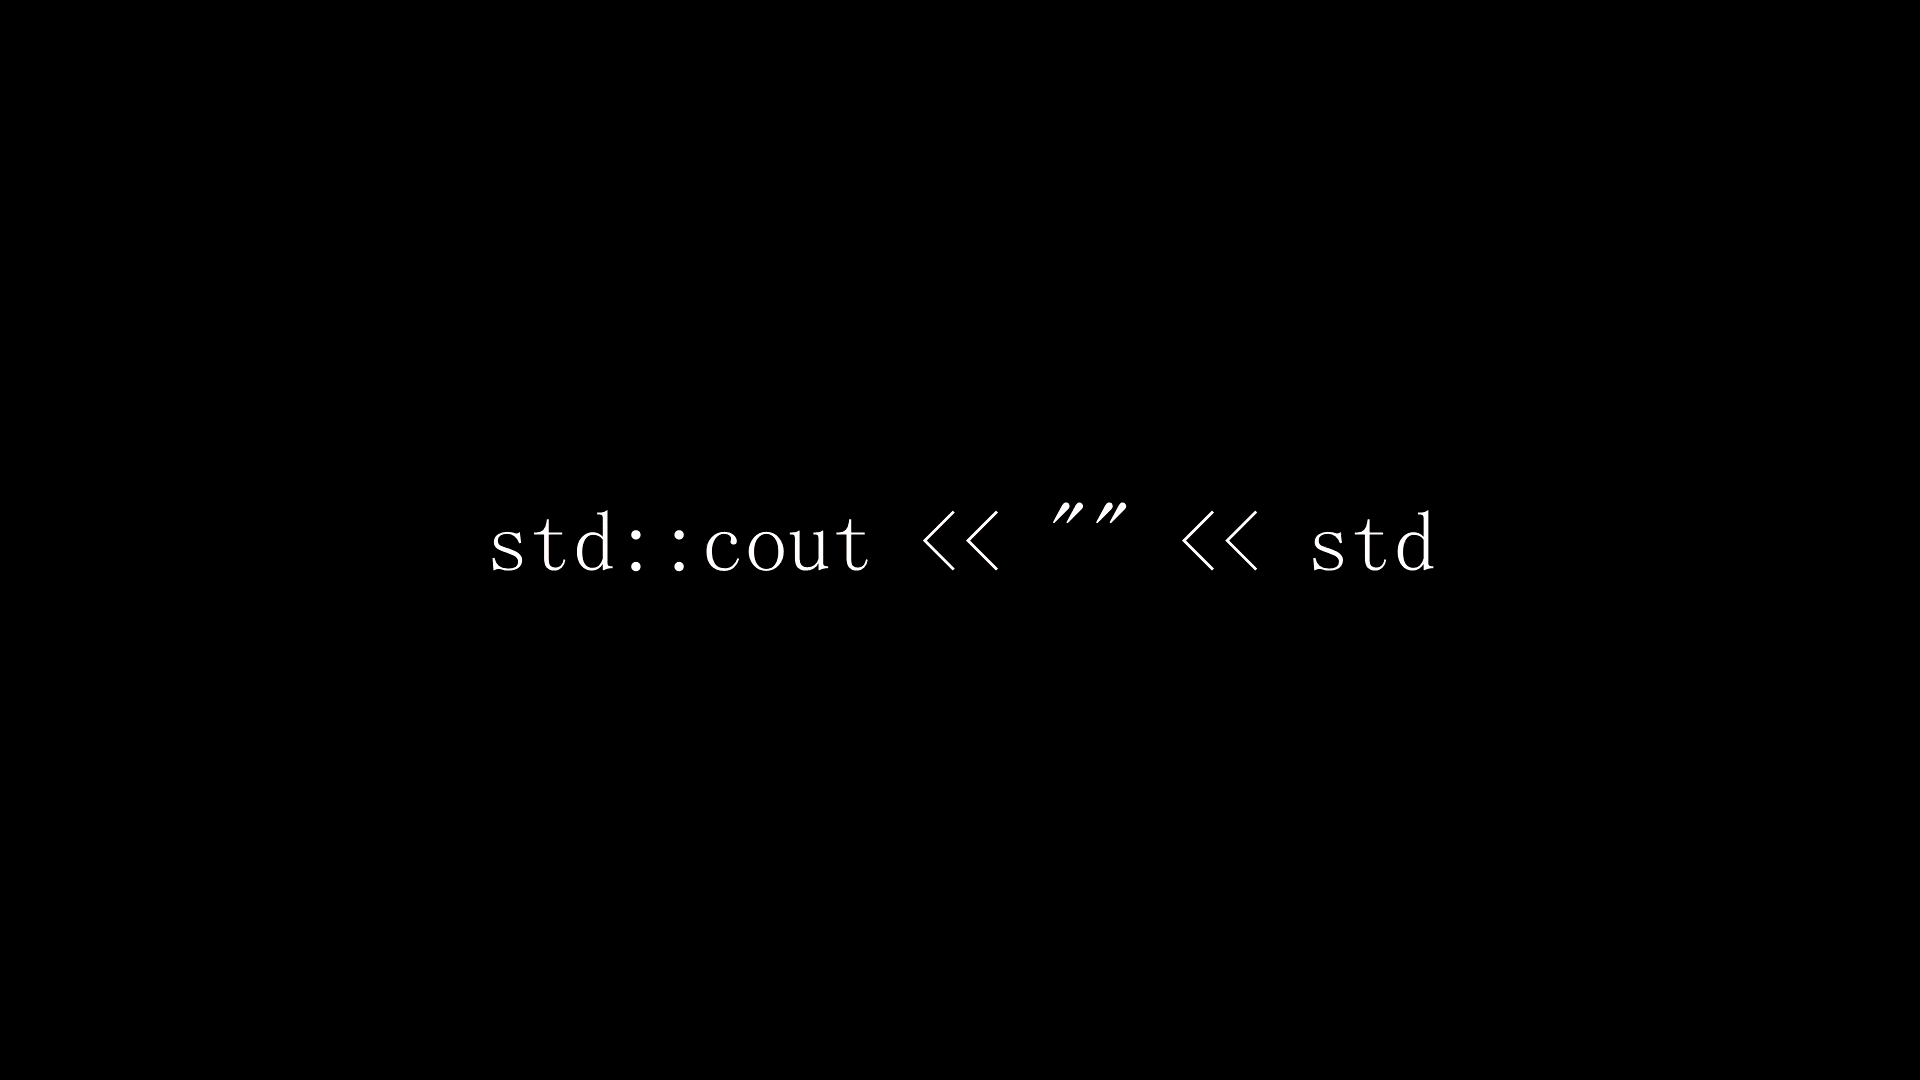 std::cout << "" << std